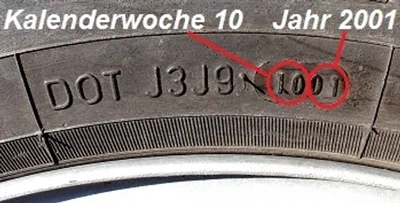 Kalenderwoche 10 Jahr 2001
DOT J3J9 1001